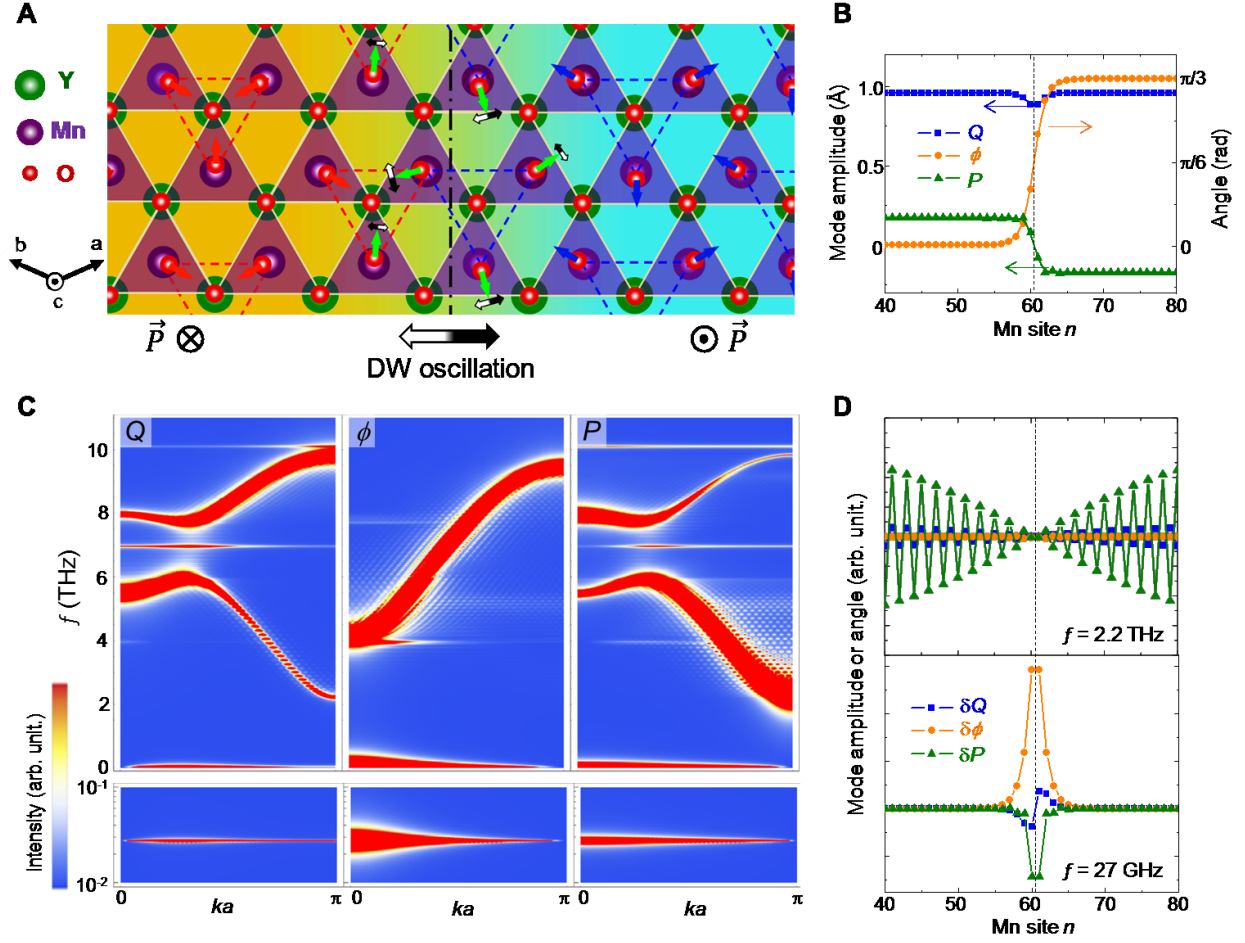 A
Y
Mn
O
b
a
c
P⃗ ⊗
DW oscillation
⊙ P⃗
B
Mode amplitude (Å)
1.0
0.5
0
Q
ϕ
P
π/3
π/6
0
Angle (rad)
40 50 60 70 80
Mn site n
C
Q
ϕ
P
f (THz)
10
8
6
4
2
0
10⁻¹
10⁻²
Intensity (arb. unit.)
0 π
0 π
0 π
ka
ka
ka
D
Mode amplitude or angle (arb. unit.)
f = 2.2 THz
δQ
δϕ
δP
f = 27 GHz
40 50 60 70 80
Mn site n